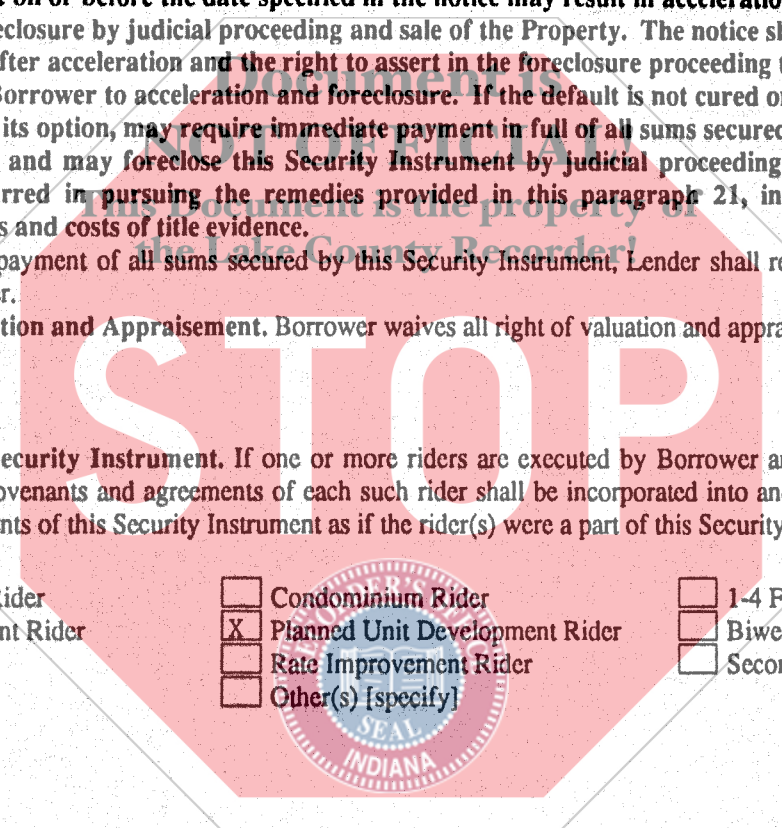 on or before the date specified in the notice may result in acceleration
closure by judicial proceeding and sale of the Property. The notice
fter acceleration and the right to assert in the foreclosure proceeding
Borrower to acceleration and foreclosure. If the default is not cured
its option, may require immediate payment in full of all sums secured
and may foreclose this Security Instrument by judicial proceeding
rred in pursuing the remedies provided in this paragraph 21,
s and costs of title evidence.
payment of all sums secured by this Security Instrument, Lender shall
r.
tion and Appraisement. Borrower waives all right of valuation and appra
ecurity Instrument. If one or more riders are executed by Borrower
ovenants and agreements of each such rider shall be incorporated into
nts of this Security Instrument as if the rider(s) were a part of this Security
Rider Condominium Rider 1-4 F
nt Rider X Planned Unit Development Rider Biwe
Rate Improvement Rider Secon
Other(s) [specify]
Document is
NOT OFFICIAL!
This Document is the property of
the Lake County Recorder!
STOP
RECORDER'S OFFICE
SEAL
INDIANA